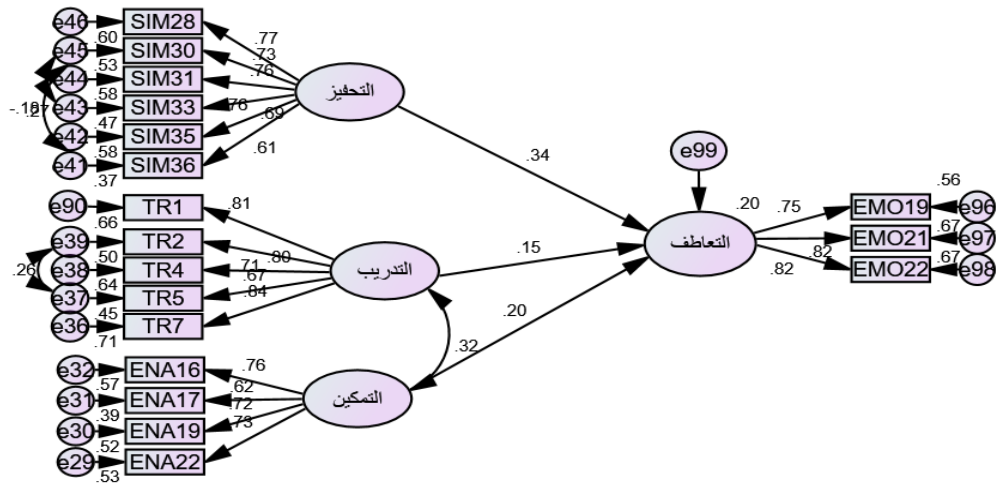 e46 SIM28
.60
e45 SIM30
.53
e44 SIM31
.58
e43 SIM33
.47
e42 SIM35
.58
e41 SIM36
.37
.77
.73
.76
.76
.69
.61
التحفيز
e90 TR1
.66
e39 TR2
.50
e38 TR4
.64
e37 TR5
.45
e36 TR7
.71
.26
.81
.80
.71
.67
.84
التدريب
e32 ENA16
.57
e31 ENA17
.39
e30 ENA19
.52
e29 ENA22
.53
.76
.62
.72
.73
التمكين
.34
.15
.20
.32
e99
.20
التعاطف
.75
.82
.82
.56
EMO19 e96
.67
EMO21 e97
.67
EMO22 e98